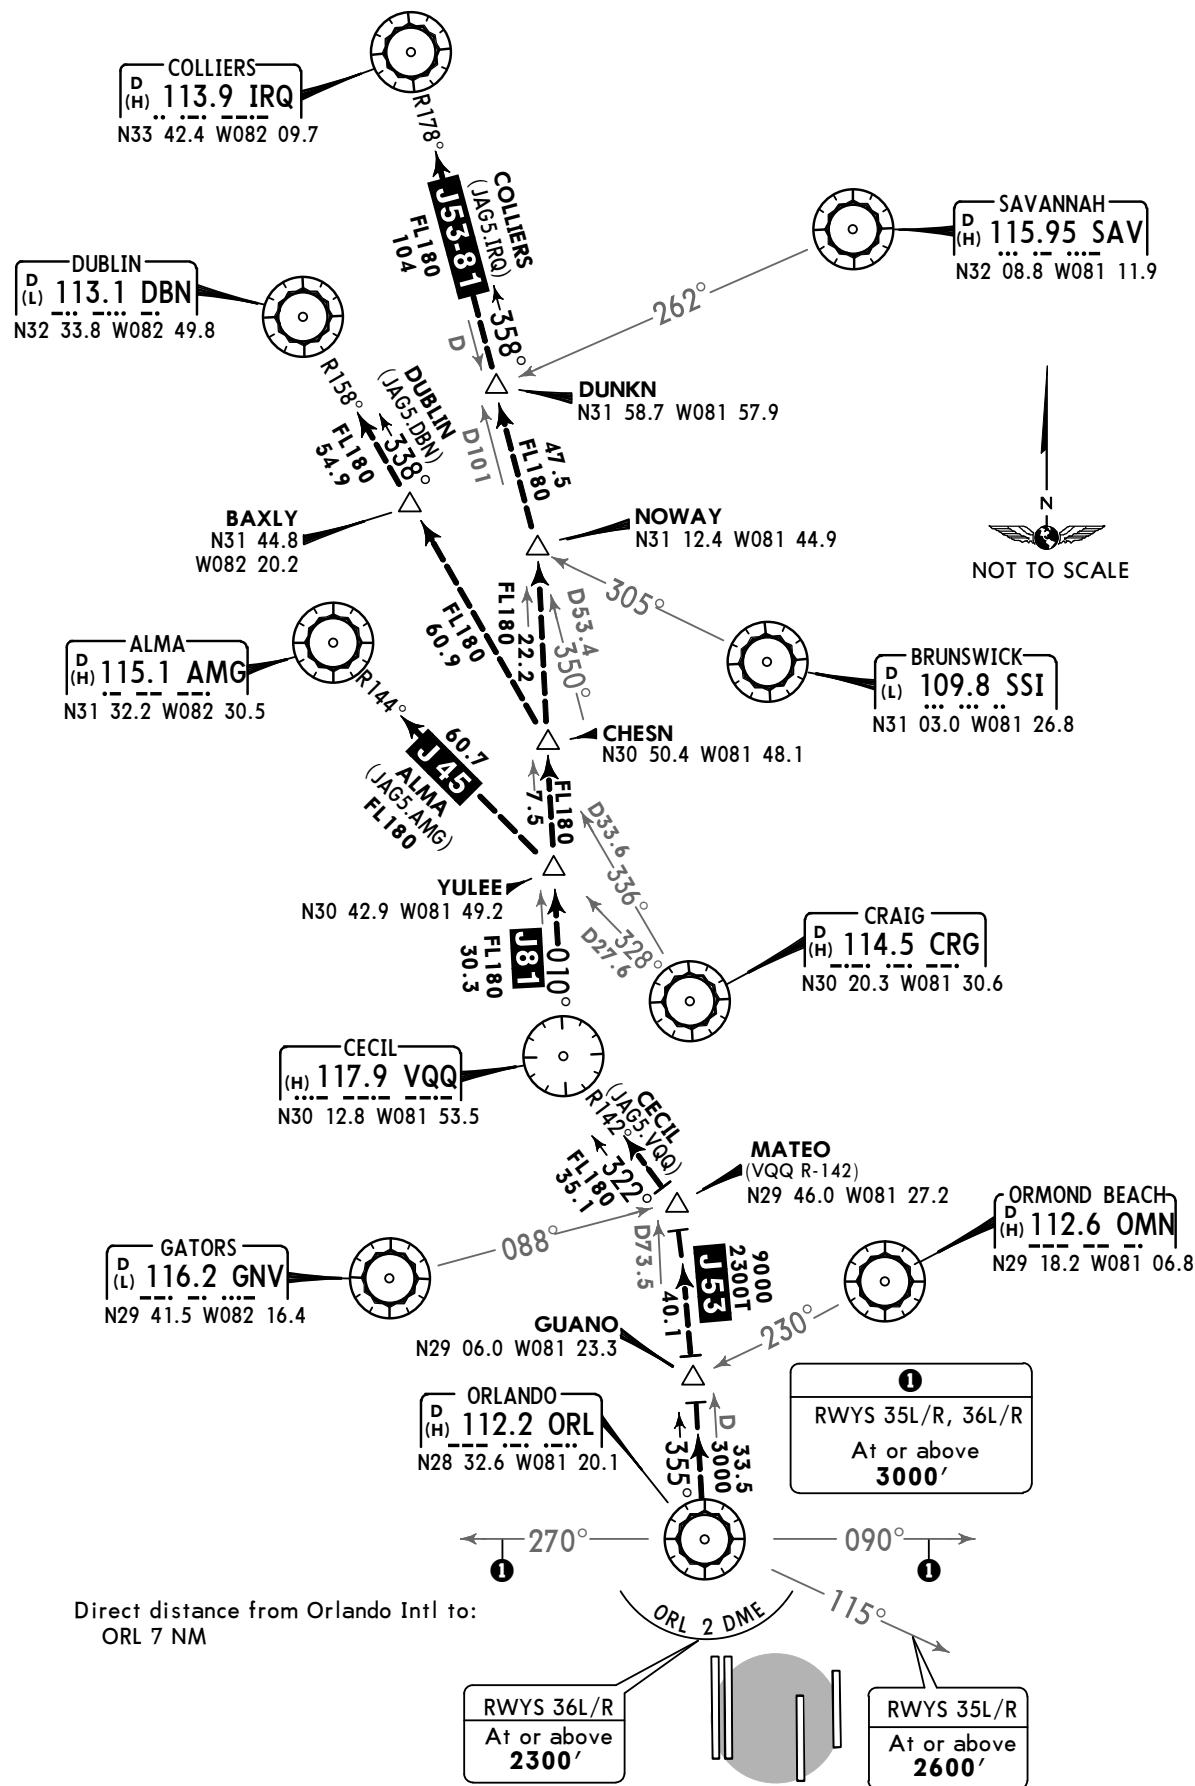 COLLIERS
D
(H) 113.9 IRQ
N33 42.4 W082 09.7
R178°
J53-81
FL180
104
COLLIERS
(JAG5.IRQ)
358°
D
SAVANNAH
D
(H) 115.95 SAV
N32 08.8 W081 11.9
262°
DUBLIN
D
(L) 113.1 DBN
N32 33.8 W082 49.8
R158°
DUBLIN
(JAG5.DBN)
338°
FL180
54.9
DUNKN
N31 58.7 W081 57.9
D101
47.5
FL180
BAXLY
N31 44.8
W082 20.2
NOWAY
N31 12.4 W081 44.9
N
NOT TO SCALE
305°
FL180
60.9
FL180
22.2
D53.4
350°
ALMA
D
(H) 115.1 AMG
N31 32.2 W082 30.5
R144°
60.7
J45
ALMA
(JAG5.AMG)
FL180
BRUNSWICK
D
(L) 109.8 SSI
N31 03.0 W081 26.8
CHESN
N30 50.4 W081 48.1
FL180
7.5
D33.6
336°
YULEE
N30 42.9 W081 49.2
328°
D27.6
CRAIG
D
(H) 114.5 CRG
N30 20.3 W081 30.6
J81
FL180
30.3
010°
CECIL
(H) 117.9 VQQ
N30 12.8 W081 53.5
R142°
CECIL
(JAG5.VQQ)
322°
FL180
35.1
MATEO
(VQQ R-142)
N29 46.0 W081 27.2
ORMOND BEACH
D
(H) 112.6 OMN
N29 18.2 W081 06.8
GATORS
D
(L) 116.2 GNV
N29 41.5 W082 16.4
088°
D73.5
40.1
J53
9000
2300T
230°
GUANO
N29 06.0 W081 23.3
ORLANDO
D
(H) 112.2 ORL
N28 32.6 W081 20.1
355°
D
33.5
3000
1
RWYS 35L/R, 36L/R
At or above
3000'
270°
090°
1
1
115°
ORL 2 DME
Direct distance from Orlando Intl to:
ORL 7 NM
RWYS 36L/R
At or above
2300'
RWYS 35L/R
At or above
2600'